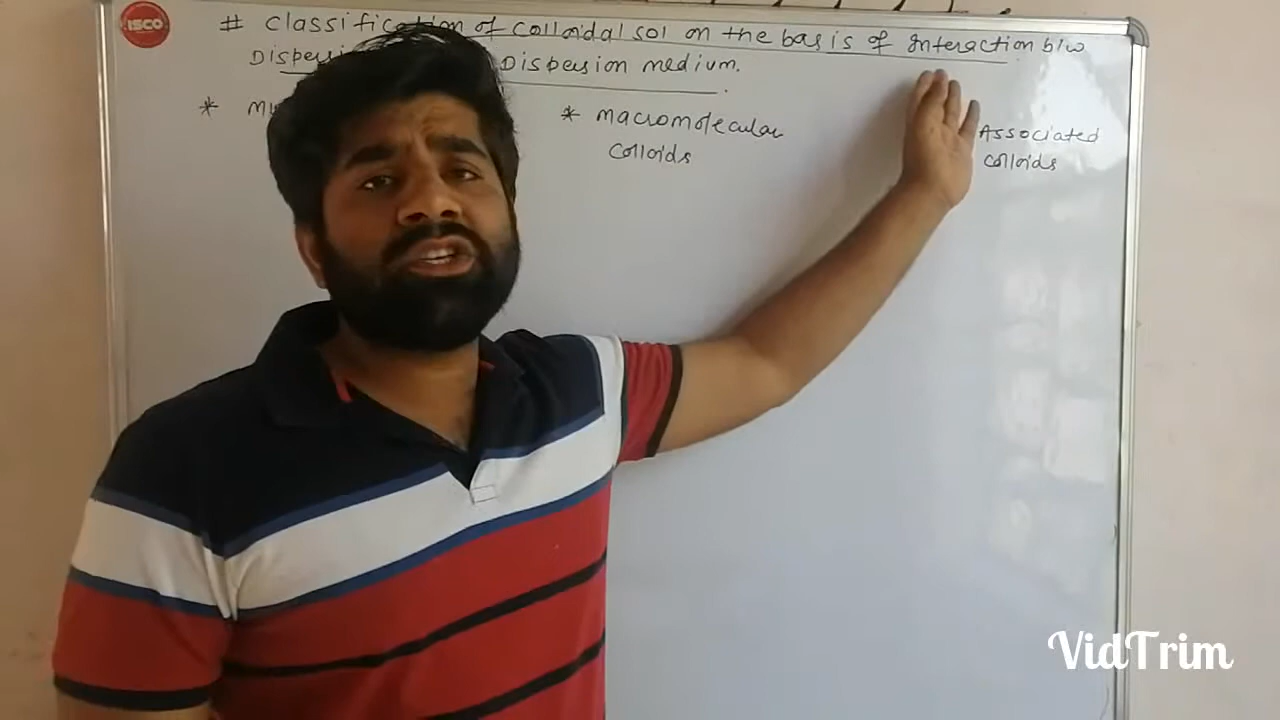 ISCO
# Classification of Colloidal sol on the basis of Interaction b/w
Dispersion medium.
* Macromolecular
Colloids
Associated
Colloids
VidTrim